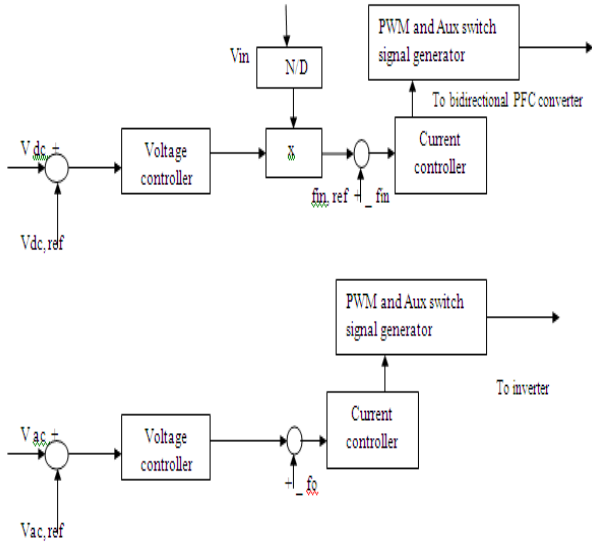 PWM and Aux switch
signal generator
Vin
N/D
To bidirectional PFC converter
V dc, +
Voltage
controller
x
Current
controller
fin, ref + _ fin
Vdc, ref
PWM and Aux switch
signal generator
To inverter
V ac, +
Voltage
controller
Current
controller
+ _ fo
Vac, ref